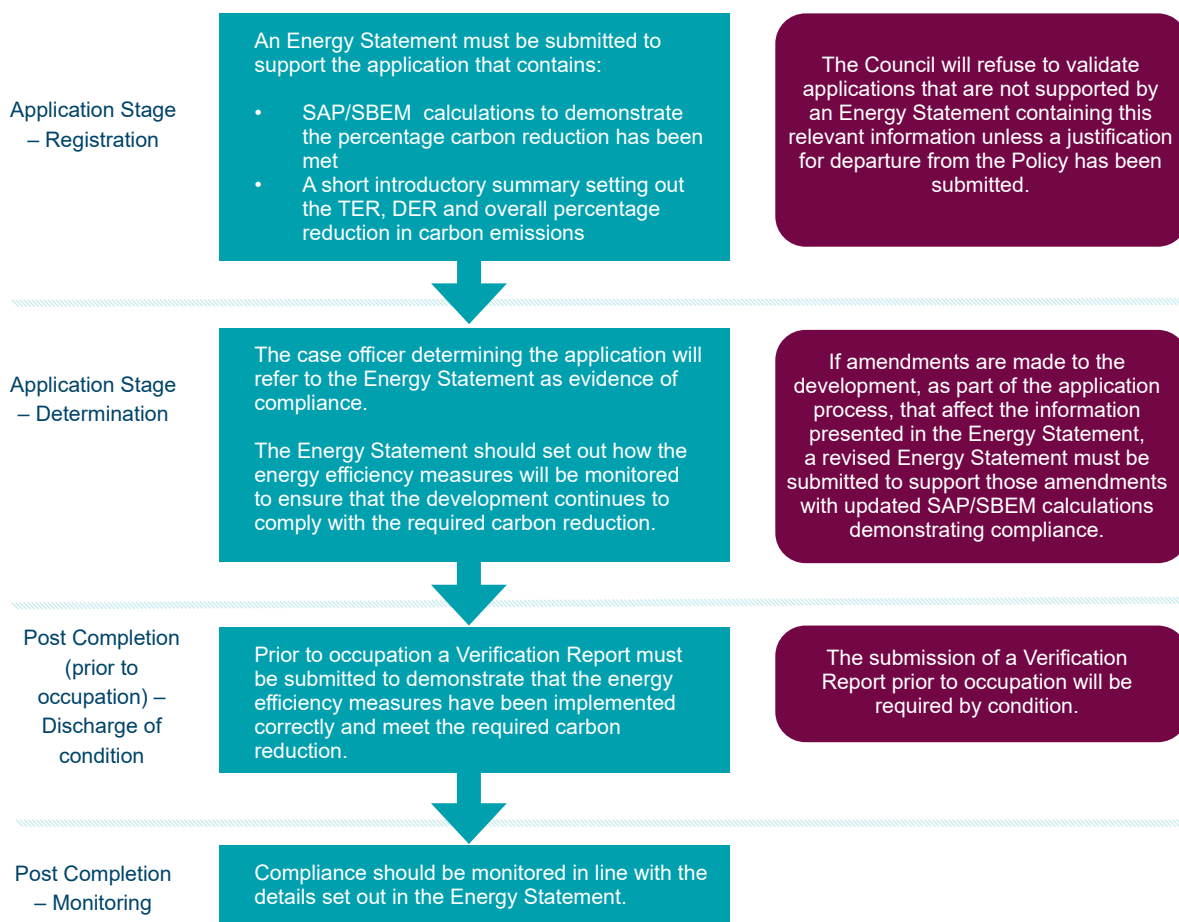 Application Stage
– Registration
An Energy Statement must be submitted to
support the application that contains:
• SAP/SBEM calculations to demonstrate
the percentage carbon reduction has been
met
• A short introductory summary setting out
the TER, DER and overall percentage
reduction in carbon emissions
The Council will refuse to validate
applications that are not supported by
an Energy Statement containing this
relevant information unless a justification
for departure from the Policy has been
submitted.
Application Stage
– Determination
The case officer determining the application will
refer to the Energy Statement as evidence of
compliance.
The Energy Statement should set out how the
energy efficiency measures will be monitored
to ensure that the development continues to
comply with the required carbon reduction.
If amendments are made to the
development, as part of the application
process, that affect the information
presented in the Energy Statement,
a revised Energy Statement must be
submitted to support those amendments
with updated SAP/SBEM calculations
demonstrating compliance.
Post Completion
(prior to
occupation) –
Discharge of
condition
Prior to occupation a Verification Report must
be submitted to demonstrate that the energy
efficiency measures have been implemented
correctly and meet the required carbon
reduction.
The submission of a Verification
Report prior to occupation will be
required by condition.
Post Completion
– Monitoring
Compliance should be monitored in line with the
details set out in the Energy Statement.